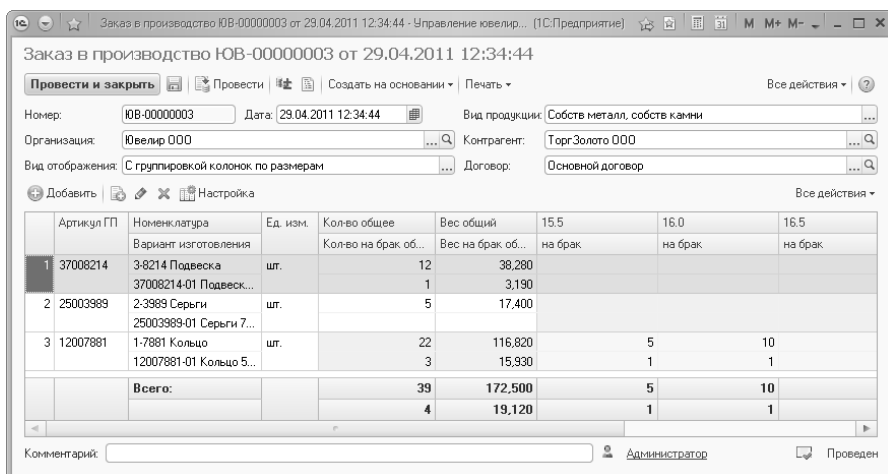 Заказ в производство ЮВ-00000003 от 29.04.2011 12:34:44 - Управление ювелир... (1С:Предприятие) M M+ M-
Заказ в производство ЮВ-00000003 от 29.04.2011 12:34:44
Провести и закрыть Провести Создать на основании Печать Все действия
Номер: ЮВ-00000003 Дата: 29.04.2011 12:34:44 Вид продукции: Собств металл, собств камни ...
Организация: Ювелир ООО ... Контрагент: ТоргЗолото ООО ...
Вид отображения: С группировкой колонок по размерам ... Договор: Основной договор ...
Добавить Настройка Все действия
Артикул ГП Номенклатура Ед. изм. Кол-во общее Вес общий 15.5 16.0 16.5
Вариант изготовления Кол-во на брак об... Вес на брак об... на брак на брак на брак
1 37008214 3-8214 Подвеска шт. 12 38,280
37008214-01 Подвеск... 1 3,190
2 25003989 2-3989 Серьги шт. 5 17,400
25003989-01 Серьги 7...
3 12007881 1-7881 Кольцо шт. 22 116,820 5 10
12007881-01 Кольцо 5... 3 15,930 1 1
Всего: 39 172,500 5 10
4 19,120 1 1
Комментарий: Администратор Проведен